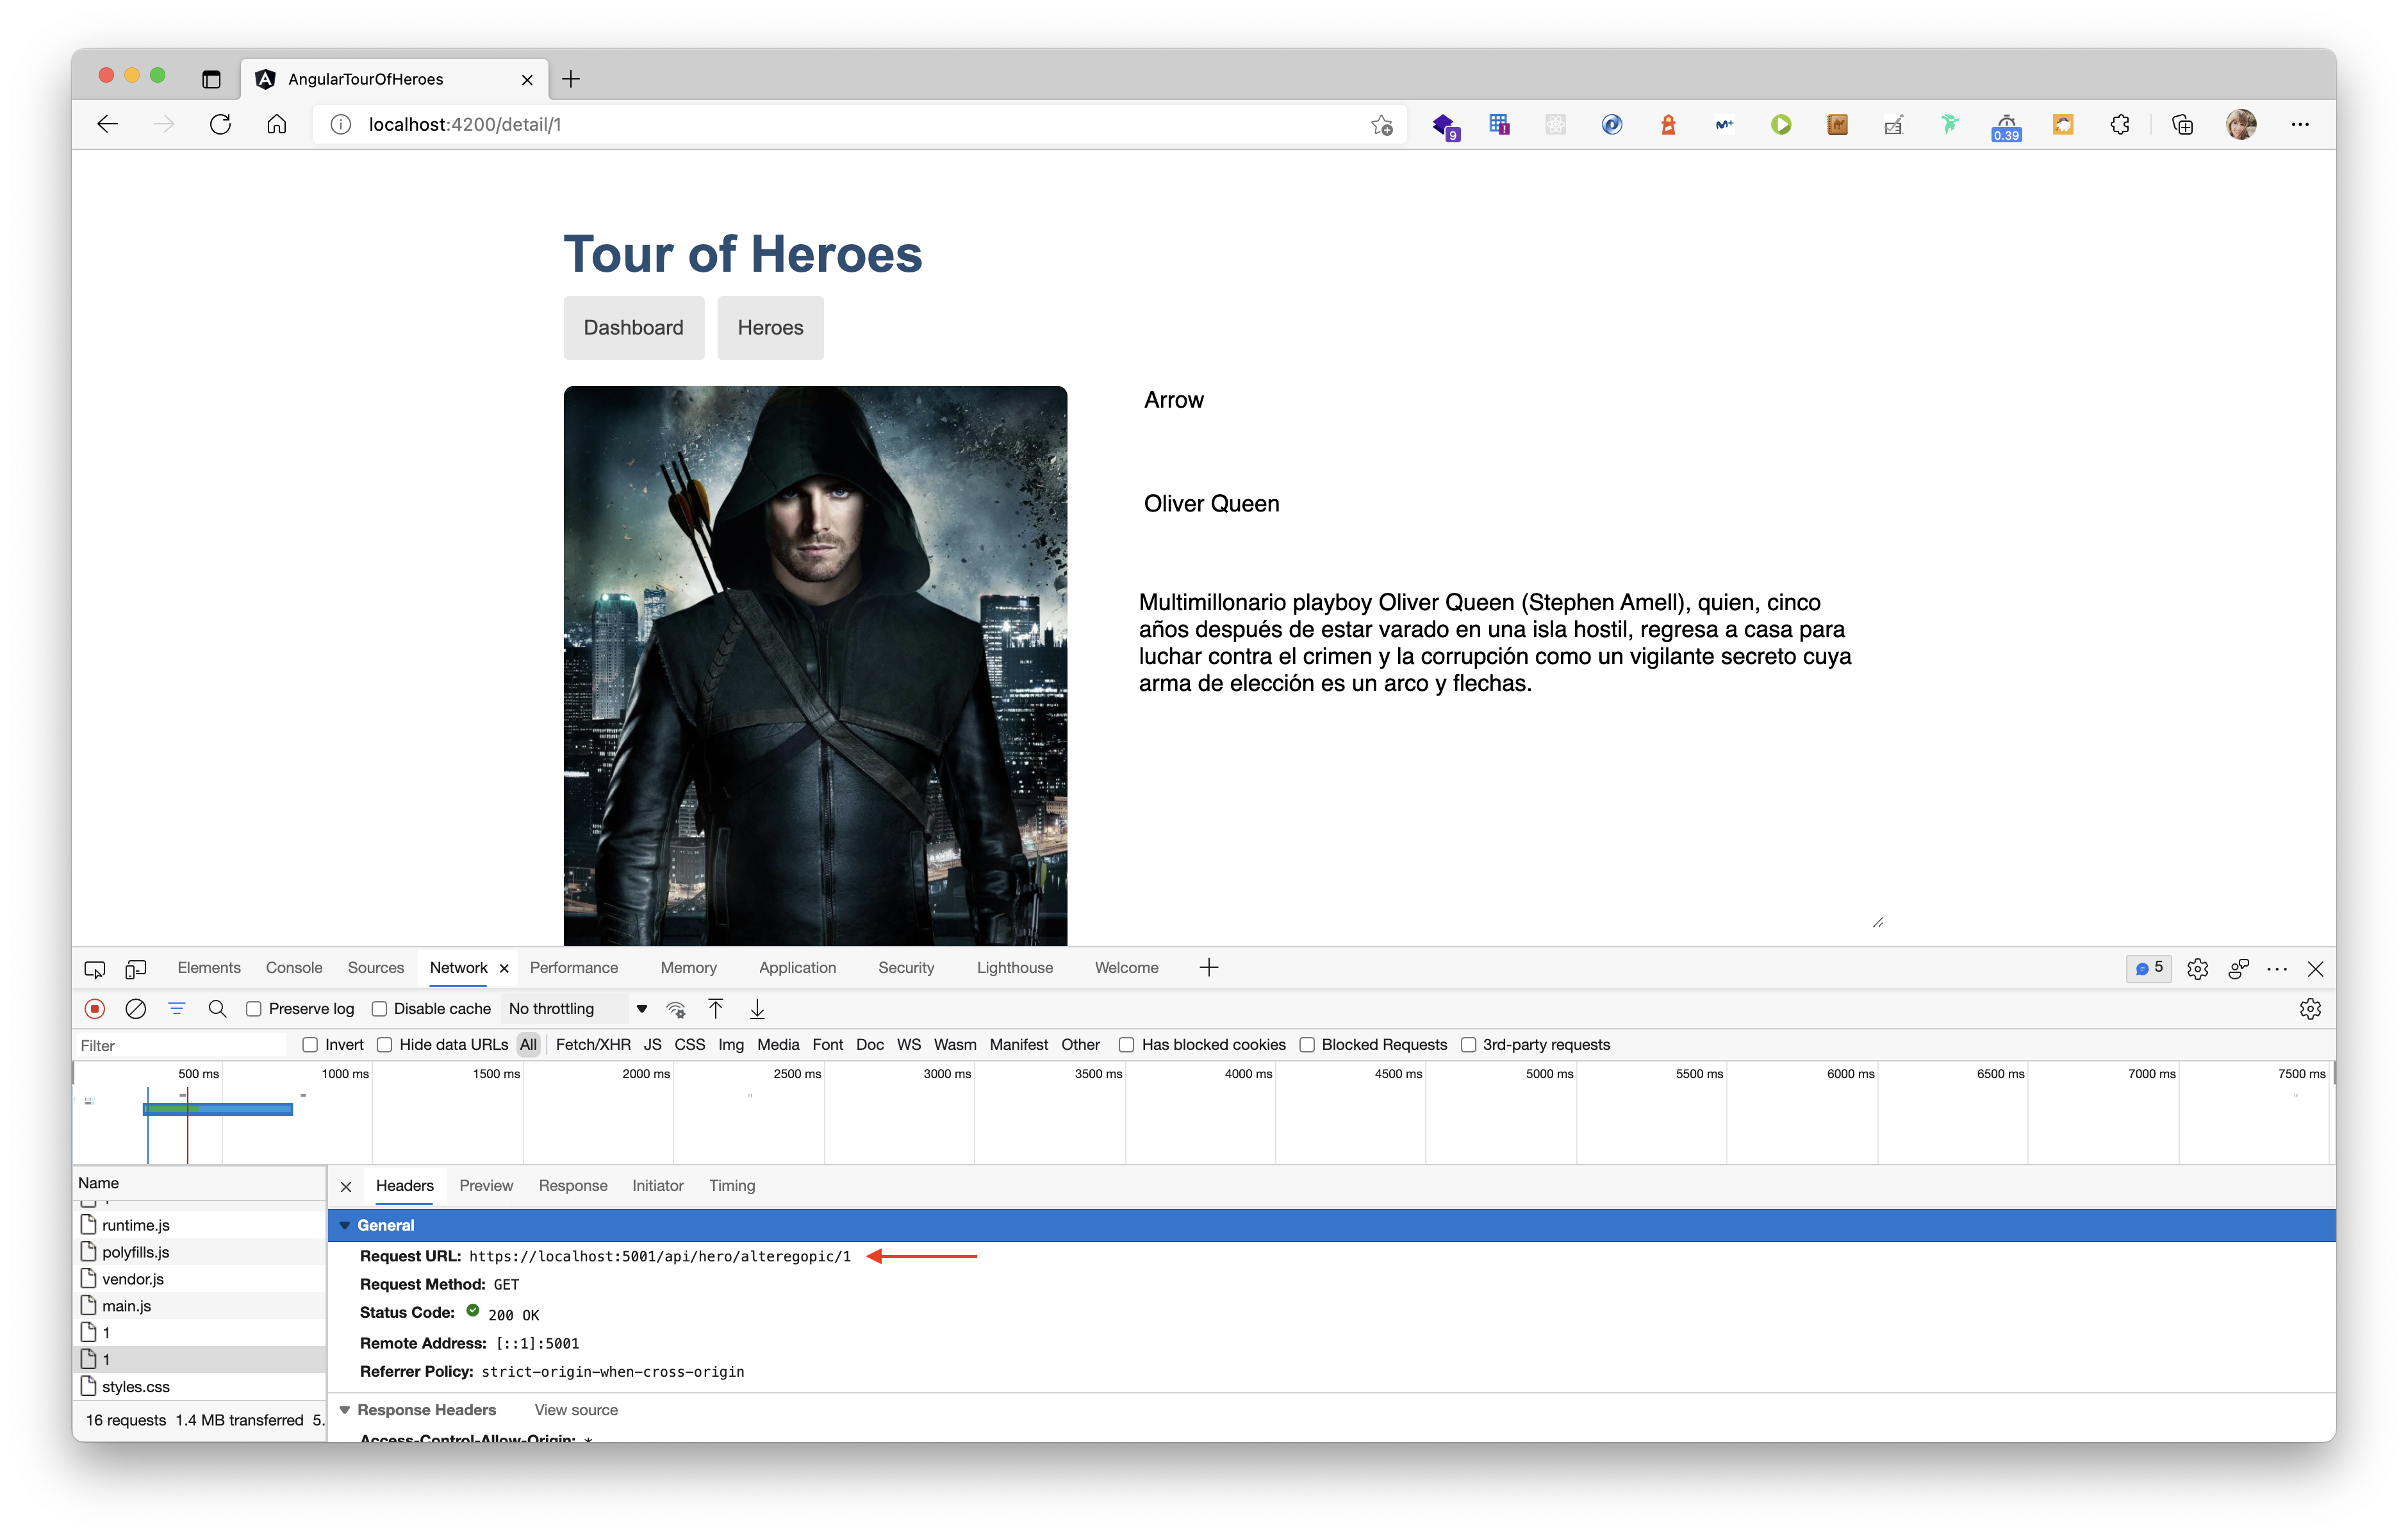 AngularTourOfHeroes
localhost:4200/detail/1
9
0.39
Tour of Heroes
Dashboard Heroes
Arrow
Oliver Queen
Multimillonario playboy Oliver Queen (Stephen Amell), quien, cinco
años después de estar varado en una isla hostil, regresa a casa para
luchar contra el crimen y la corrupción como un vigilante secreto cuya
arma de elección es un arco y flechas.
Elements Console Sources Network Performance Memory Application Security Lighthouse Welcome 5
Preserve log Disable cache No throttling
Filter Invert Hide data URLs All Fetch/XHR JS CSS Img Media Font Doc WS Wasm Manifest Other Has blocked cookies Blocked Requests 3rd-party requests
500 ms 1000 ms 1500 ms 2000 ms 2500 ms 3000 ms 3500 ms 4000 ms 4500 ms 5000 ms 5500 ms 6000 ms 6500 ms 7000 ms 7500 ms
Name
runtime.js
polyfills.js
vendor.js
main.js
1
1
styles.css
16 requests 1.4 MB transferred 5.
Headers Preview Response Initiator Timing
General
Request URL: https://localhost:5001/api/hero/alteregopic/1
Request Method: GET
Status Code: 200 OK
Remote Address: [::1]:5001
Referrer Policy: strict-origin-when-cross-origin
Response Headers View source
Access-Control-Allow-Origin: *